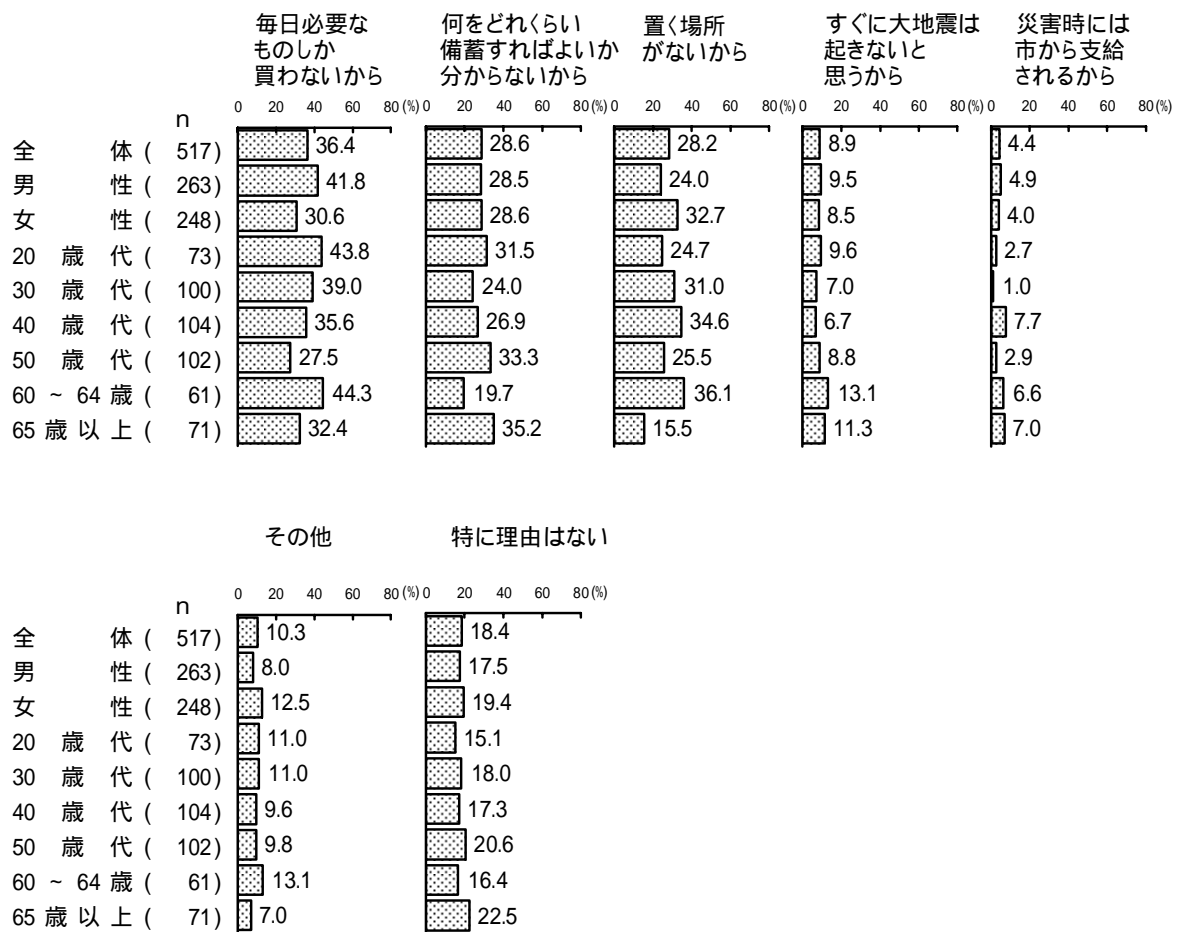 毎日必要な
ものしか
買わないから
何をどれくらい
備蓄すればよいか
分からないから
置く場所
がないから
すぐに大地震は
起きないと
思うから
災害時には
市から支給
されるから
0 20 40 60 80(%) 0 20 40 60 80(%) 0 20 40 60 80(%) 0 20 40 60 80(%) 0 20 40 60 80(%)
n
全 体 ( 517) 36.4 28.6 28.2 8.9 4.4
男 性 ( 263) 41.8 28.5 24.0 9.5 4.9
女 性 ( 248) 30.6 28.6 32.7 8.5 4.0
20 歳 代 ( 73) 43.8 31.5 24.7 9.6 2.7
30 歳 代 ( 100) 39.0 24.0 31.0 7.0 1.0
40 歳 代 ( 104) 35.6 26.9 34.6 6.7 7.7
50 歳 代 ( 102) 27.5 33.3 25.5 8.8 2.9
60 ~ 64 歳 ( 61) 44.3 19.7 36.1 13.1 6.6
65 歳 以 上 ( 71) 32.4 35.2 15.5 11.3 7.0
その他 特に理由はない
0 20 40 60 80(%) 0 20 40 60 80(%)
n
全 体 ( 517) 10.3 18.4
男 性 ( 263) 8.0 17.5
女 性 ( 248) 12.5 19.4
20 歳 代 ( 73) 11.0 15.1
30 歳 代 ( 100) 11.0 18.0
40 歳 代 ( 104) 9.6 17.3
50 歳 代 ( 102) 9.8 20.6
60 ~ 64 歳 ( 61) 13.1 16.4
65 歳 以 上 ( 71) 7.0 22.5